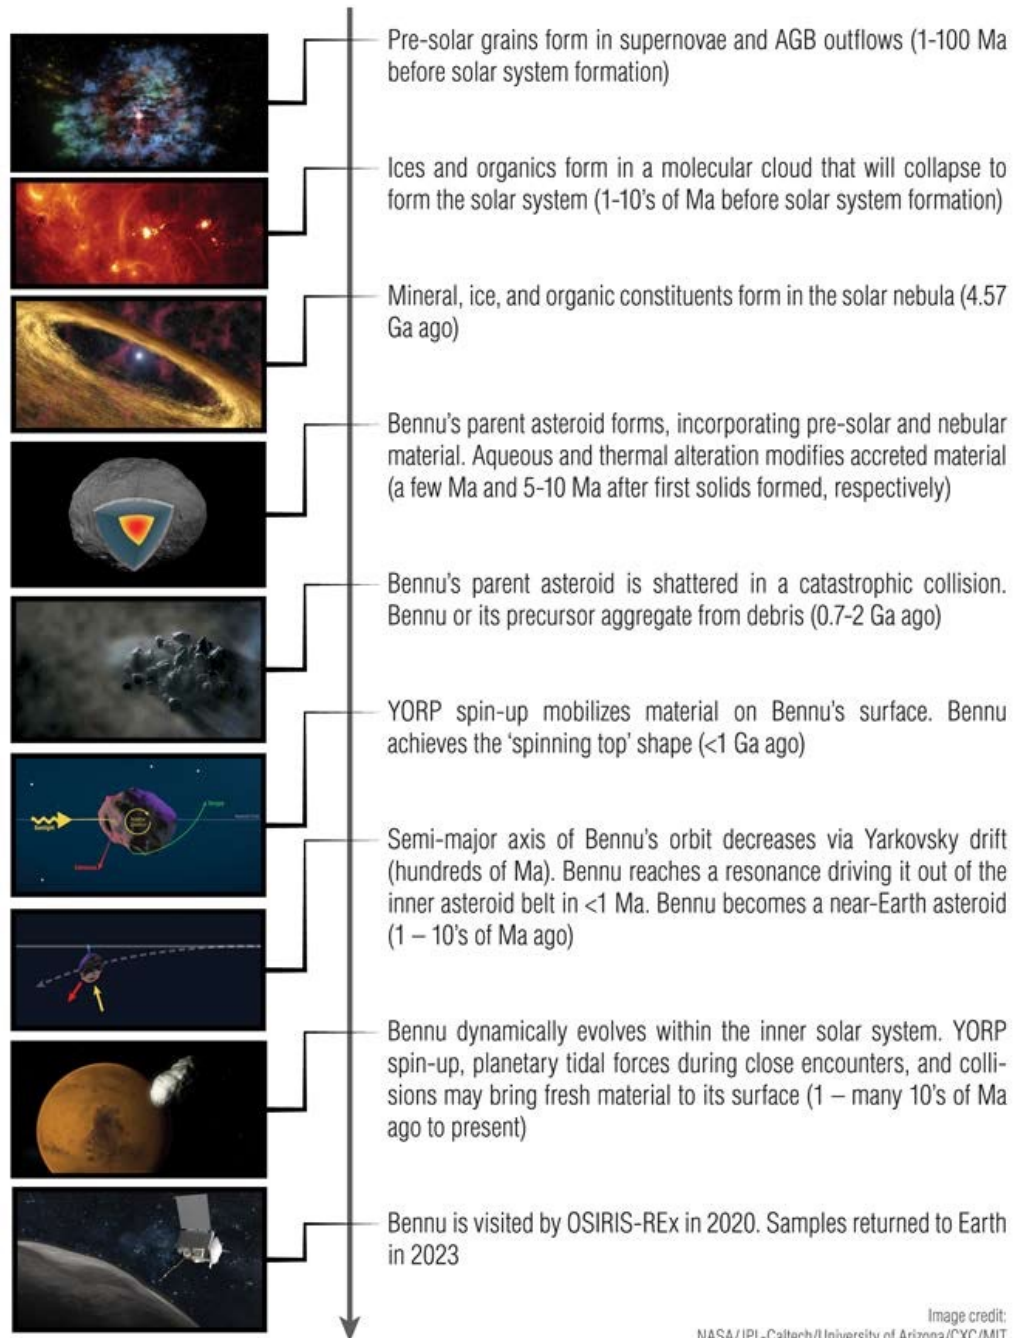 Pre-solar grains form in supernovae and AGB outflows (1-100 Ma
before solar system formation)
Ices and organics form in a molecular cloud that will collapse to
form the solar system (1-10's of Ma before solar system formation)
Mineral, ice, and organic constituents form in the solar nebula (4.57
Ga ago)
Bennu's parent asteroid forms, incorporating pre-solar and nebular
material. Aqueous and thermal alteration modifies accreted material
(a few Ma and 5-10 Ma after first solids formed, respectively)
Bennu's parent asteroid is shattered in a catastrophic collision.
Bennu or its precursor aggregate from debris (0.7-2 Ga ago)
YORP spin-up mobilizes material on Bennu's surface. Bennu
achieves the 'spinning top' shape (<1 Ga ago)
Sunlight
Semi-major axis of Bennu's orbit decreases via Yarkovsky drift
(hundreds of Ma). Bennu reaches a resonance driving it out of the
inner asteroid belt in <1 Ma. Bennu becomes a near-Earth asteroid
(1 – 10's of Ma ago)
Bennu dynamically evolves within the inner solar system. YORP
spin-up, planetary tidal forces during close encounters, and colli-
sions may bring fresh material to its surface (1 – many 10's of Ma
ago to present)
Bennu is visited by OSIRIS-REx in 2020. Samples returned to Earth
in 2023
Image credit:
NASA/JPL-Caltech/University of Arizona/CXC/MIT